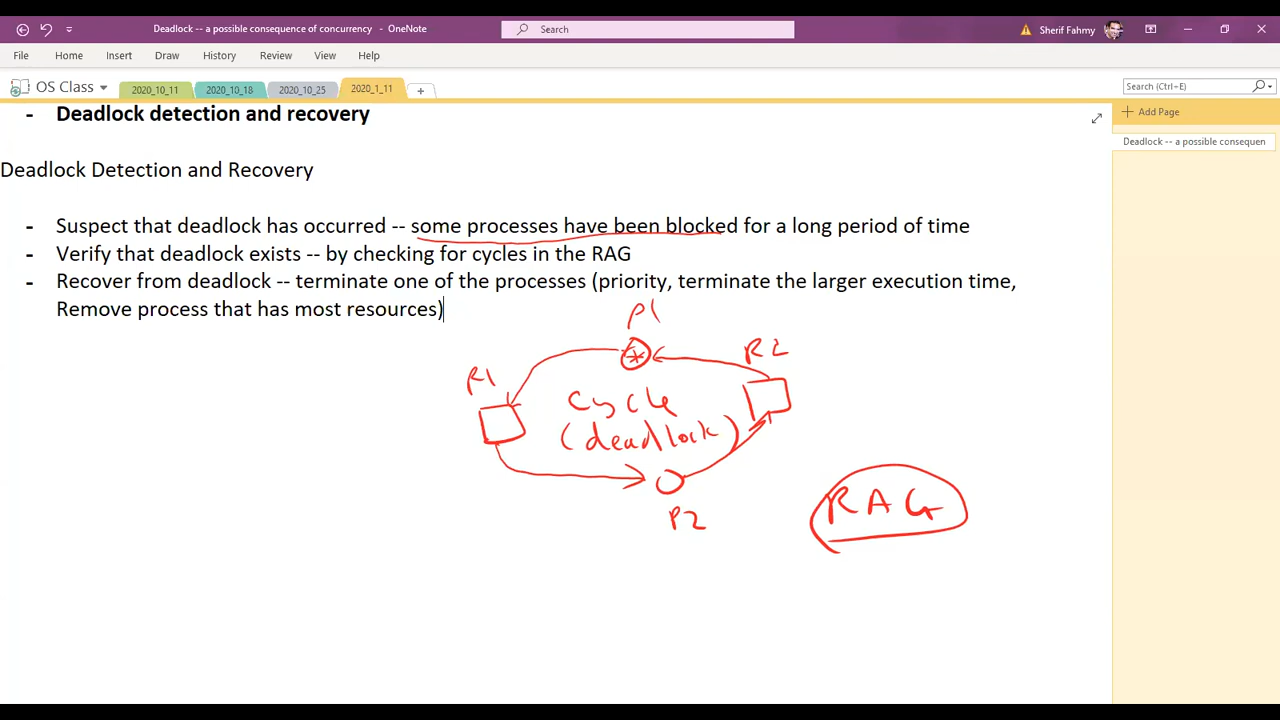 Deadlock -- a possible consequence of concurrency - OneNote
Search
Sherif Fahmy
File Home Insert Draw History Review View Help
OS Class
2020_10_11
2020_10_18
2020_10_25
2020_1_11
Search (Ctrl+E)
Add Page
Deadlock -- a possible consequen
- Deadlock detection and recovery
Deadlock Detection and Recovery
- Suspect that deadlock has occurred -- some processes have been blocked for a long period of time
- Verify that deadlock exists -- by checking for cycles in the RAG
- Recover from deadlock -- terminate one of the processes (priority, terminate the larger execution time,
Remove process that has most resources)
P1
R2
R1
cycle
(deadlock)
P2
RAG